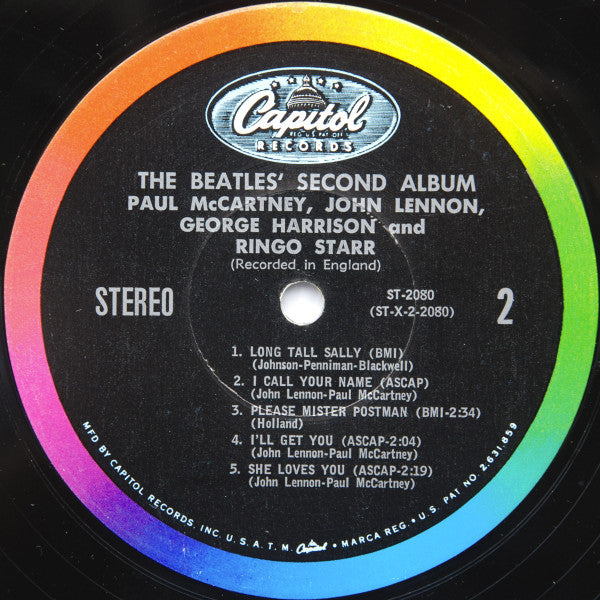 Capitol
REG. U.S. PAT. OFF.
RECORDS
THE BEATLES' SECOND ALBUM
PAUL McCARTNEY, JOHN LENNON,
GEORGE HARRISON and
RINGO STARR
(Recorded in England)
STEREO
ST-2080
(ST-X-2-2080)
2
1. LONG TALL SALLY (BMI)
(Johnson-Penniman-Blackwell)
2. I CALL YOUR NAME (ASCAP)
(John Lennon-Paul McCartney)
3. PLEASE MISTER POSTMAN (BMI-2:34)
(Holland)
4. I'LL GET YOU (ASCAP-2:04)
(John Lennon-Paul McCartney)
5. SHE LOVES YOU (ASCAP-2:19)
(John Lennon-Paul McCartney)
MFD BY CAPITOL RECORDS, INC. U.S.A. T.M. Capitol • MARCA REG. • U.S. PAT. NO. 2,631,859